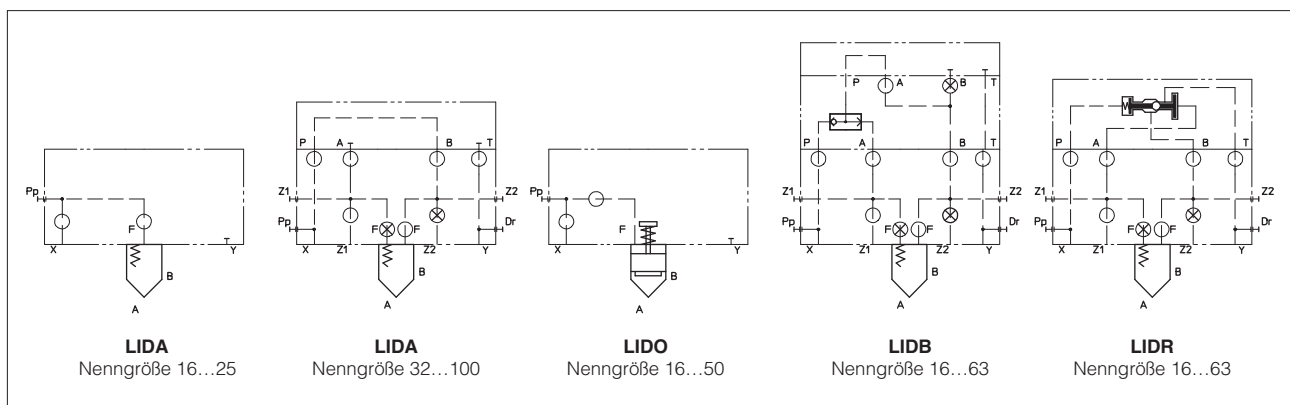 Pp
F
X
Y
B
A
LIDA
Nenngröße 16...25
P
A
B
T
Z1
Z2
Pp
F
F
Dr
X
Z1
Z2
Y
B
A
LIDA
Nenngröße 32...100
Pp
F
X
Y
B
A
LIDO
Nenngröße 16...50
P
A
B
T
P
A
B
T
Z1
Z2
Pp
F
F
Dr
X
Z1
Z2
Y
B
A
LIDB
Nenngröße 16...63
P
A
B
T
Z1
Z2
Pp
F
F
Dr
X
Z1
Z2
Y
B
A
LIDR
Nenngröße 16...63